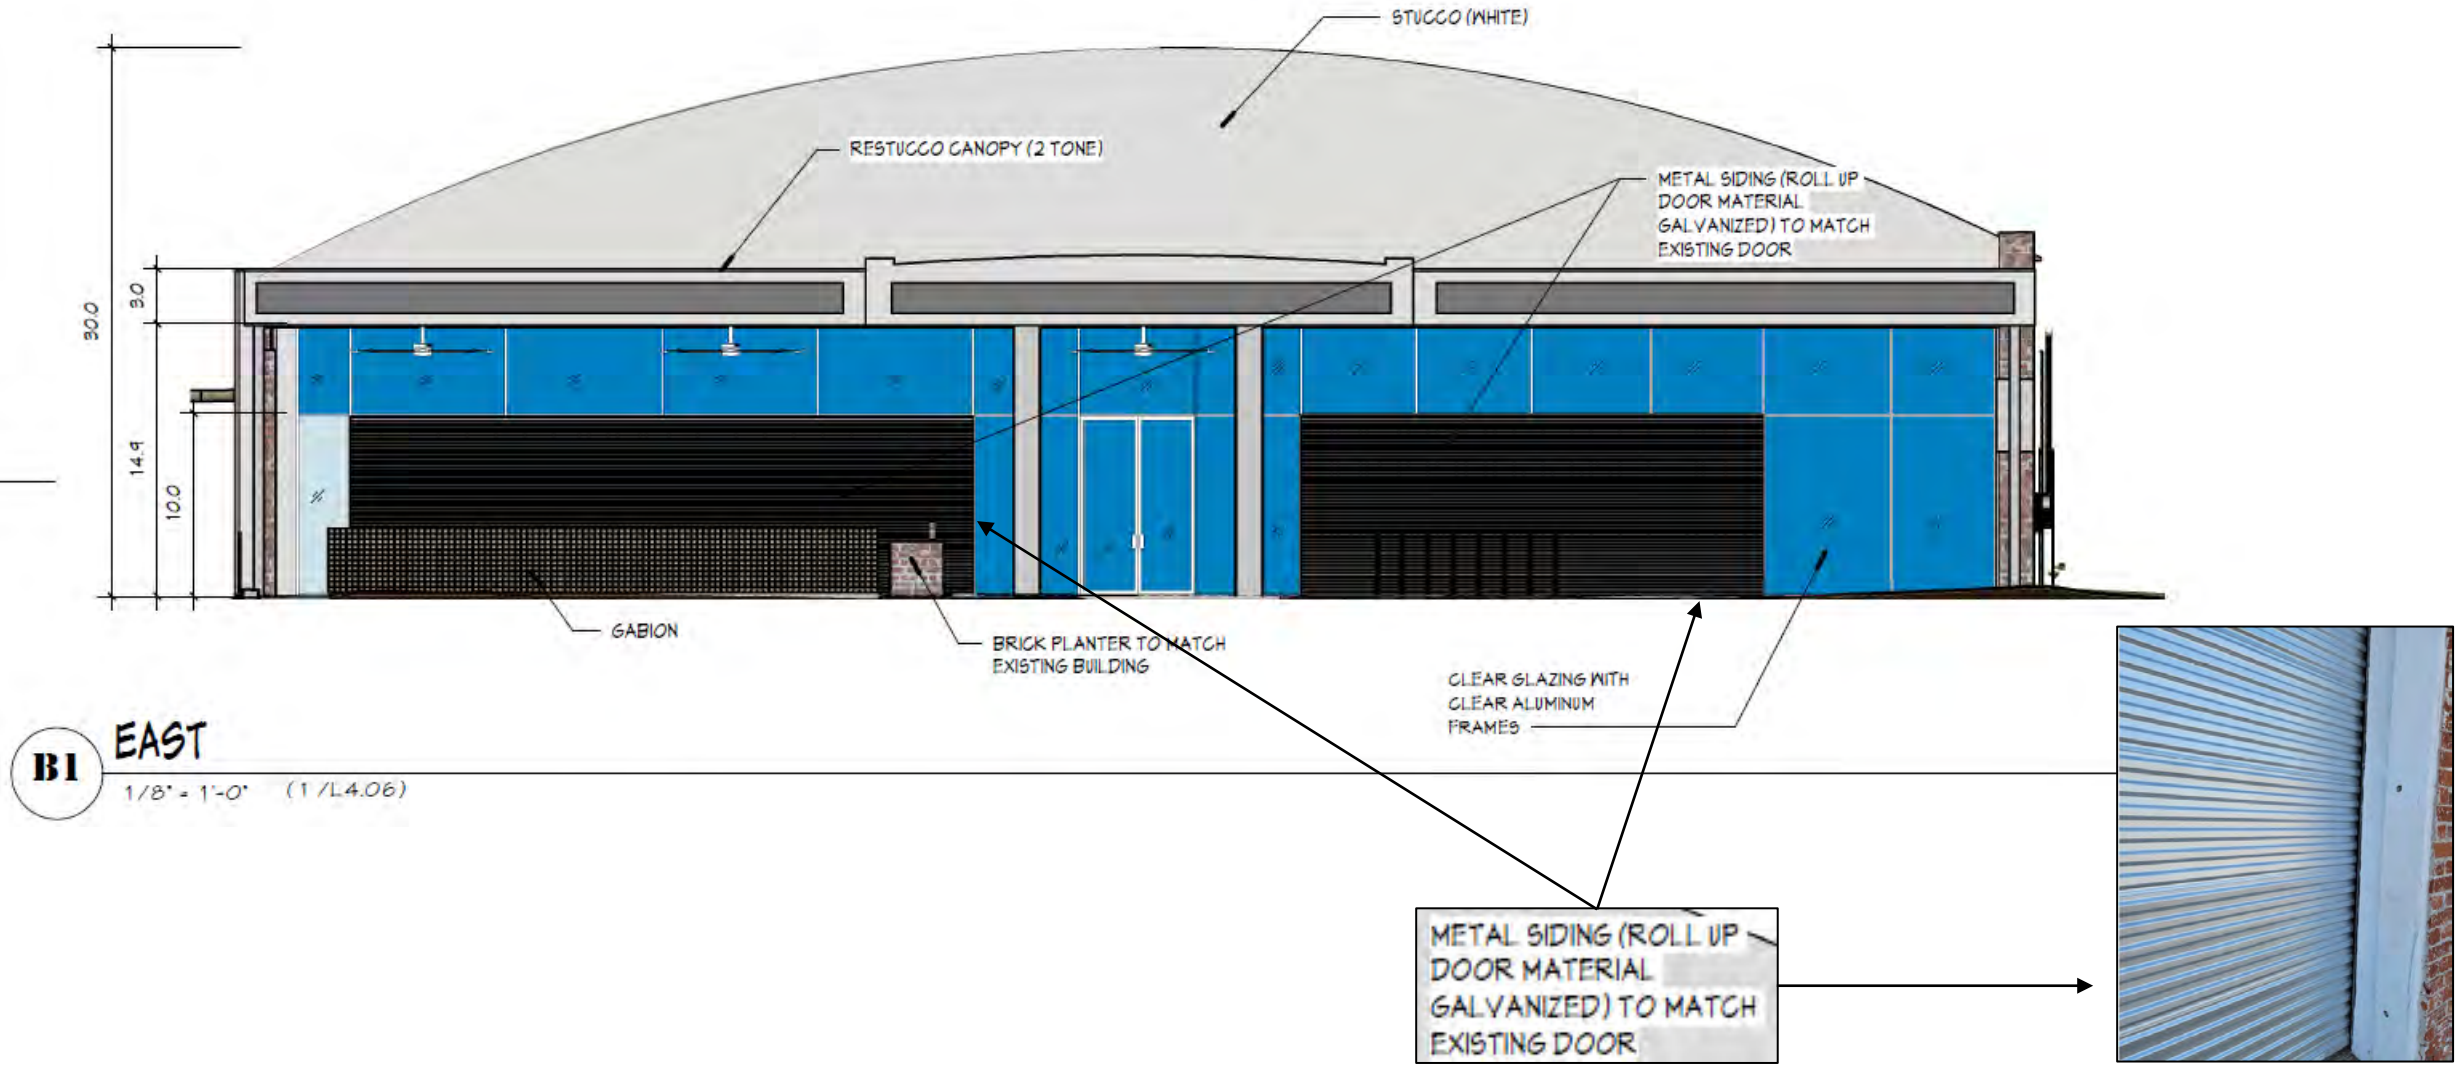 STUCCO (WHITE)
RESTUCCO CANOPY (2 TONE)
METAL SIDING (ROLL UP
DOOR MATERIAL
GALVANIZED) TO MATCH
EXISTING DOOR
30.0
3.0
14.9
10.0
GABION
BRICK PLANTER TO MATCH
EXISTING BUILDING
CLEAR GLAZING WITH
CLEAR ALUMINUM
FRAMES
B1
EAST
1/8" = 1'-0" (1/L4.06)
METAL SIDING (ROLL UP
DOOR MATERIAL
GALVANIZED) TO MATCH
EXISTING DOOR